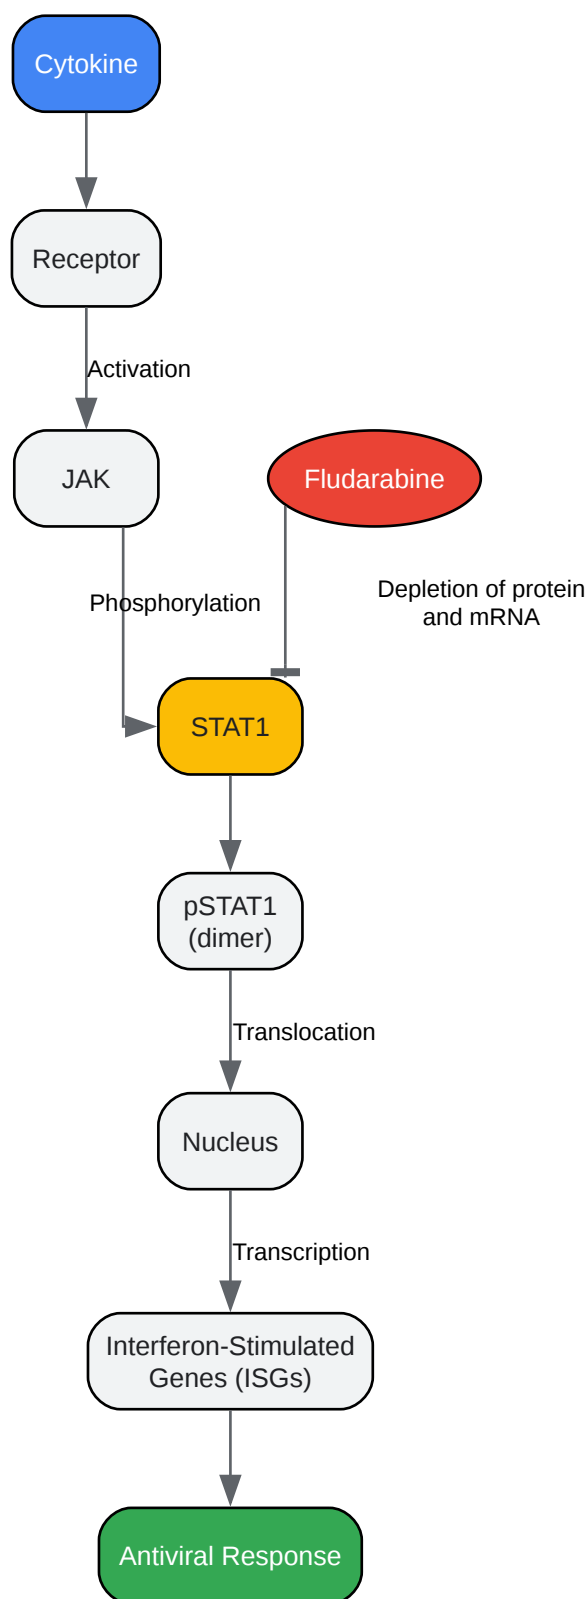 Cytokine
Receptor
Activation
JAK
Fludarabine
Phosphorylation
Depletion of protein
and mRNA
STAT1
pSTAT1
(dimer)
Translocation
Nucleus
Transcription
Interferon-Stimulated
Genes (ISGs)
Antiviral Response